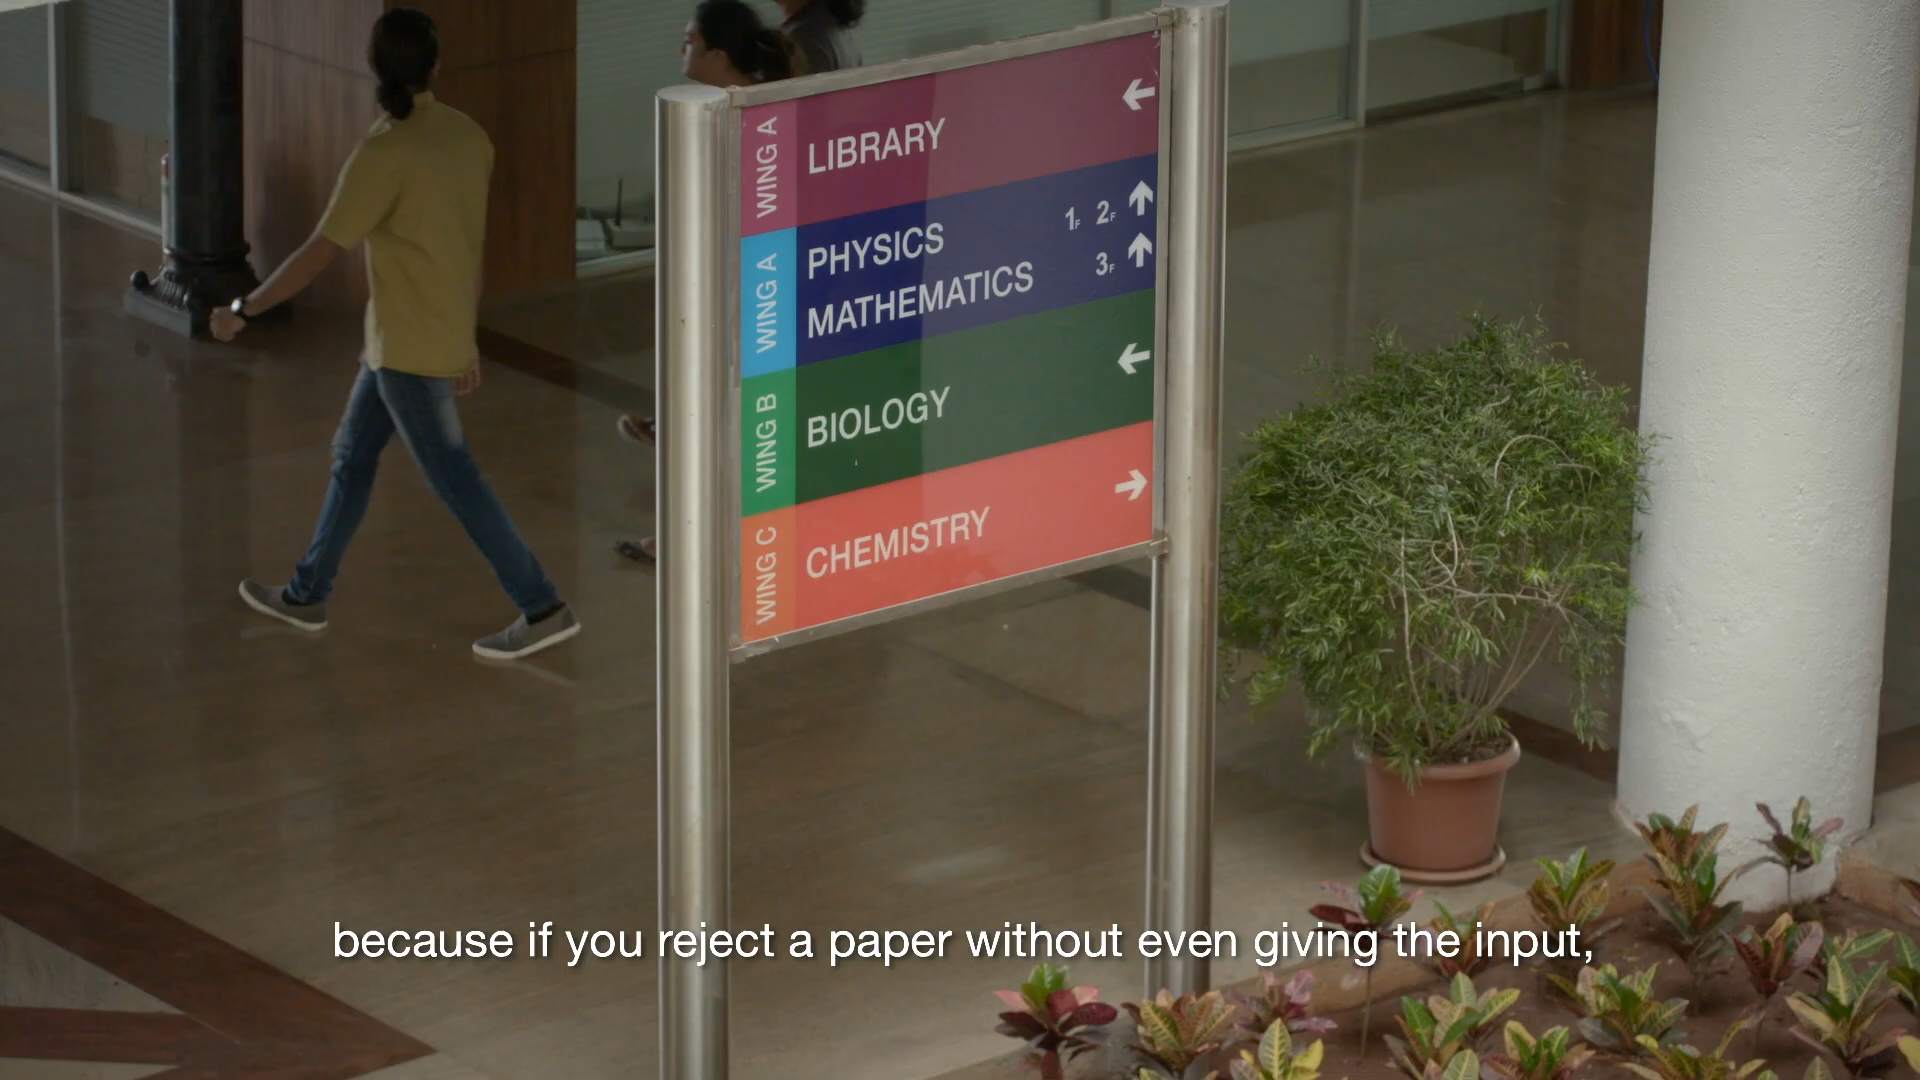 WING A
LIBRARY
WING A
PHYSICS 1F 2F
MATHEMATICS 3F
WING B
BIOLOGY
WING C
CHEMISTRY
because if you reject a paper without even giving the input,